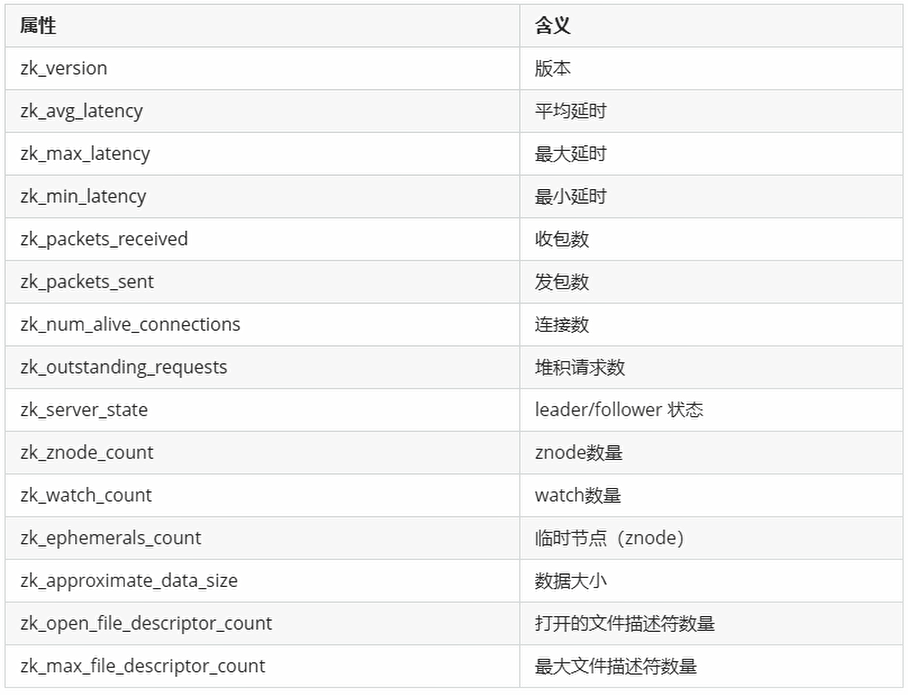 属性 含义
zk_version 版本
zk_avg_latency 平均延时
zk_max_latency 最大延时
zk_min_latency 最小延时
zk_packets_received 收包数
zk_packets_sent 发包数
zk_num_alive_connections 连接数
zk_outstanding_requests 堆积请求数
zk_server_state leader/follower 状态
zk_znode_count znode数量
zk_watch_count watch数量
zk_ephemerals_count 临时节点（znode）
zk_approximate_data_size 数据大小
zk_open_file_descriptor_count 打开的文件描述符数量
zk_max_file_descriptor_count 最大文件描述符数量